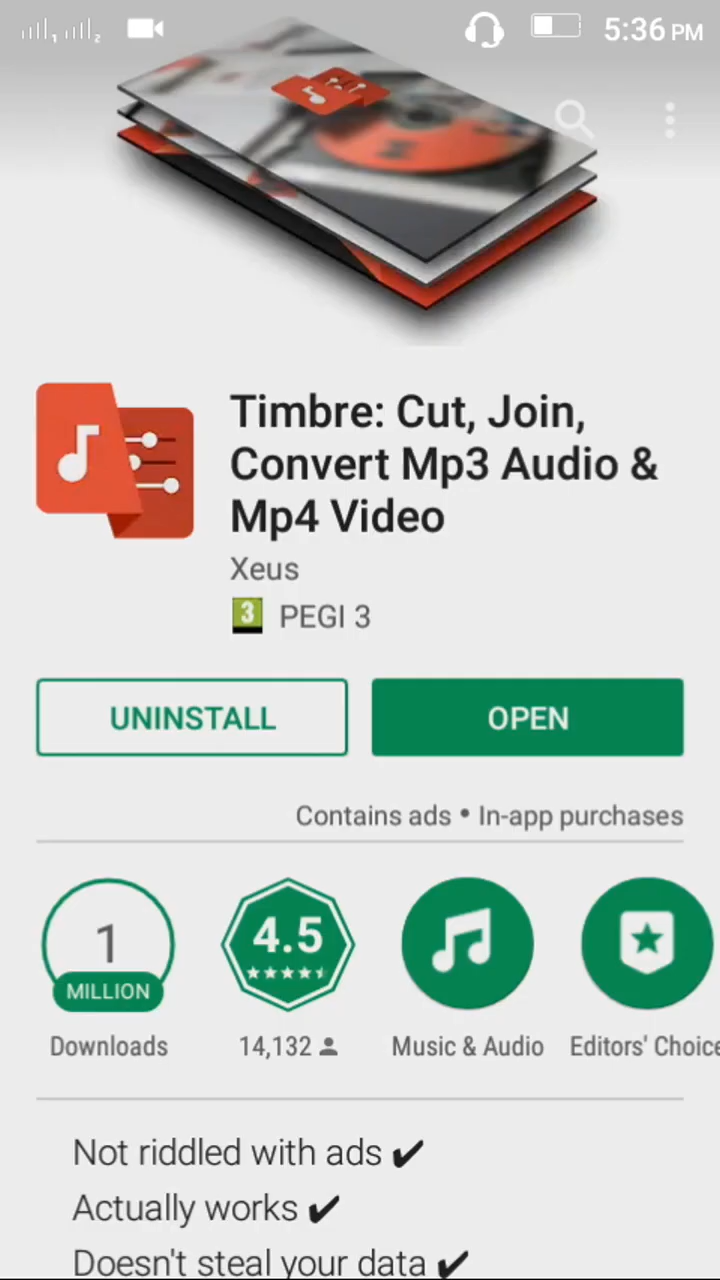 5:36 PM
Timbre: Cut, Join,
Convert Mp3 Audio &
Mp4 Video
Xeus
3 PEGI 3
UNINSTALL
OPEN
Contains ads • In-app purchases
1
MILLION
Downloads
4.5
14,132
Music & Audio
Editors' Choice
Not riddled with ads ✔
Actually works ✔
Doesn't steal your data ✔